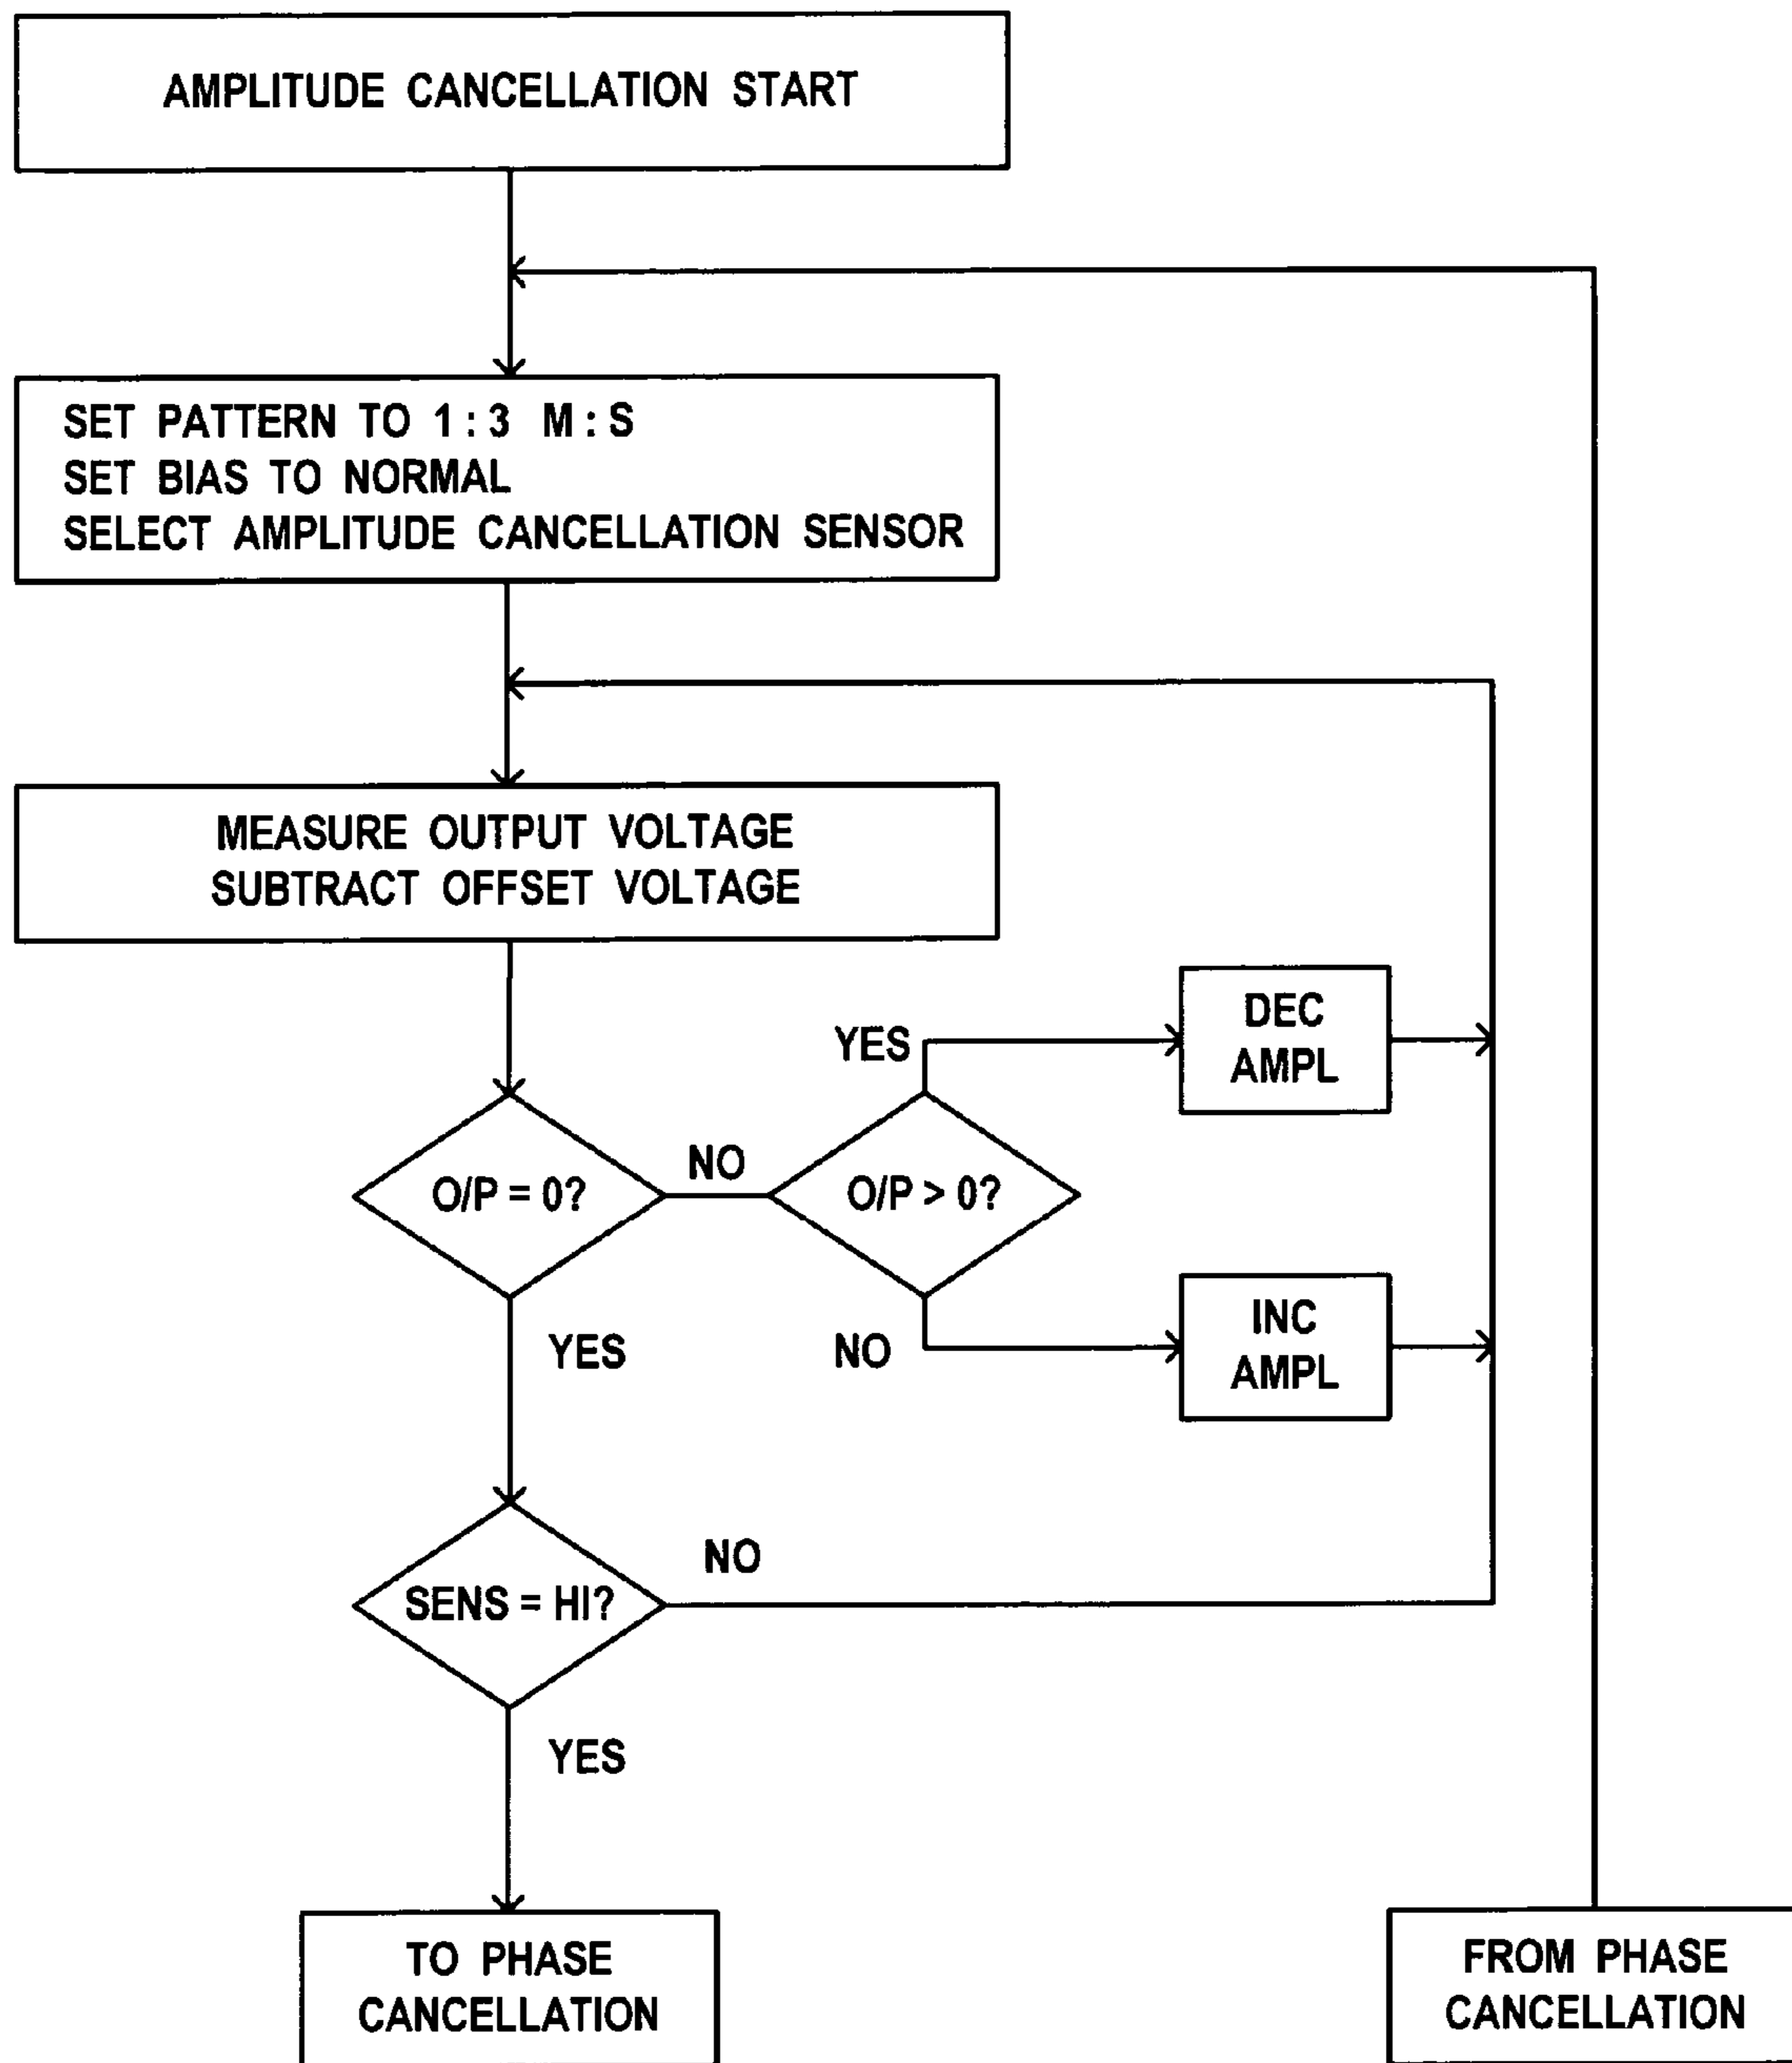 AMPLITUDE CANCELLATION START
SET PATTERN TO 1 : 3 M : S
SET BIAS TO NORMAL
SELECT AMPLITUDE CANCELLATION SENSOR
MEASURE OUTPUT VOLTAGE
SUBTRACT OFFSET VOLTAGE
DEC
AMPL
YES
NO
O/P = 0?
O/P > 0?
INC
AMPL
YES
NO
NO
SENS = HI?
YES
TO PHASE
CANCELLATION
FROM PHASE
CANCELLATION